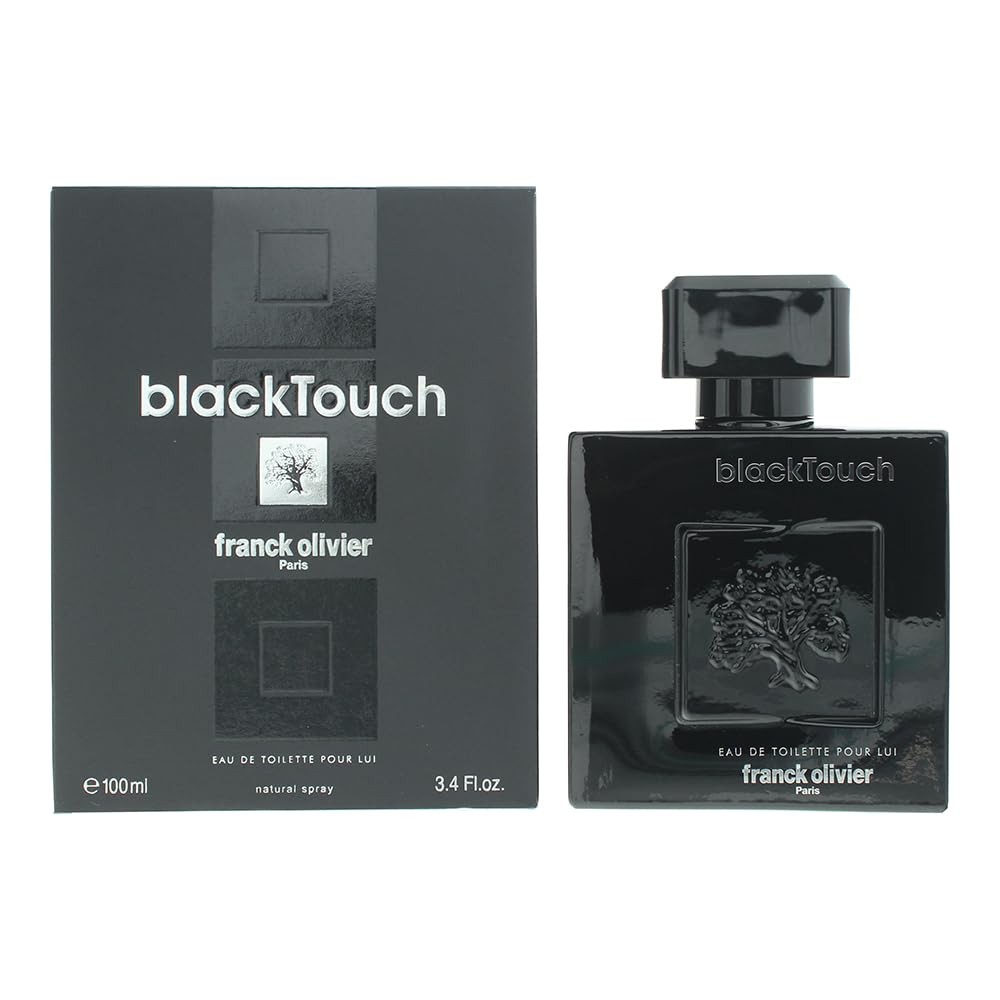 blackTouch
franck olivier
Paris
EAU DE TOILETTE POUR LUI
℮100ml
natural spray
3.4 Fl.oz.
blackTouch
EAU DE TOILETTE POUR LUI
franck olivier
Paris